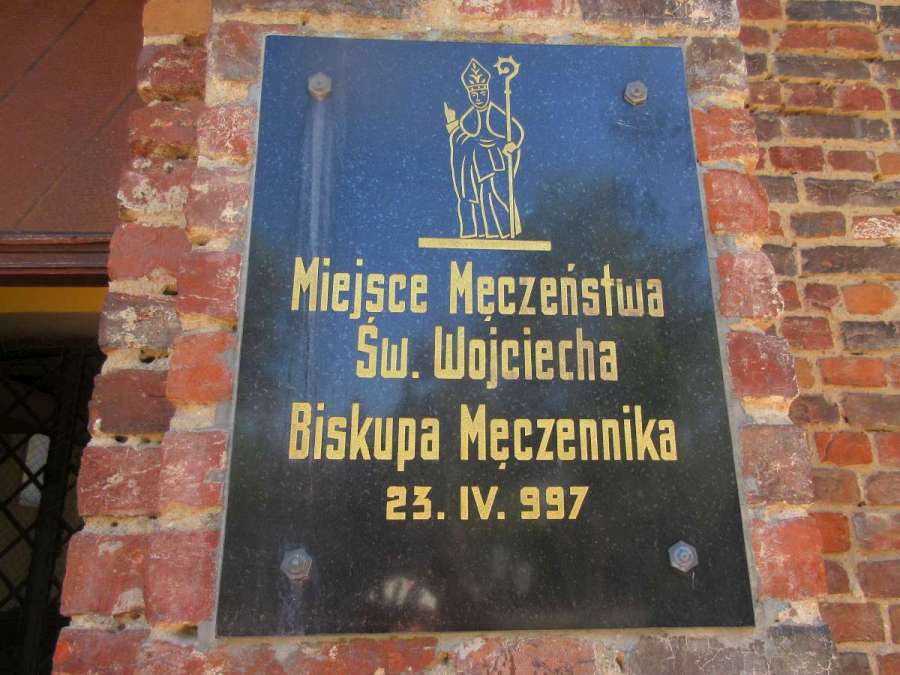 Miejsce Męczeństwa
Św. Wojciecha
Biskupa Męczennika
23. IV. 997